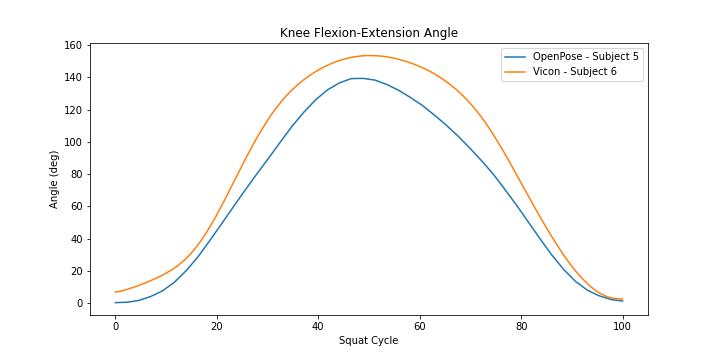 Knee Flexion-Extension Angle
OpenPose - Subject 5
Vicon - Subject 6
Angle (deg)
160
140
120
100
80
60
40
20
0
0 20 40 60 80 100
Squat Cycle